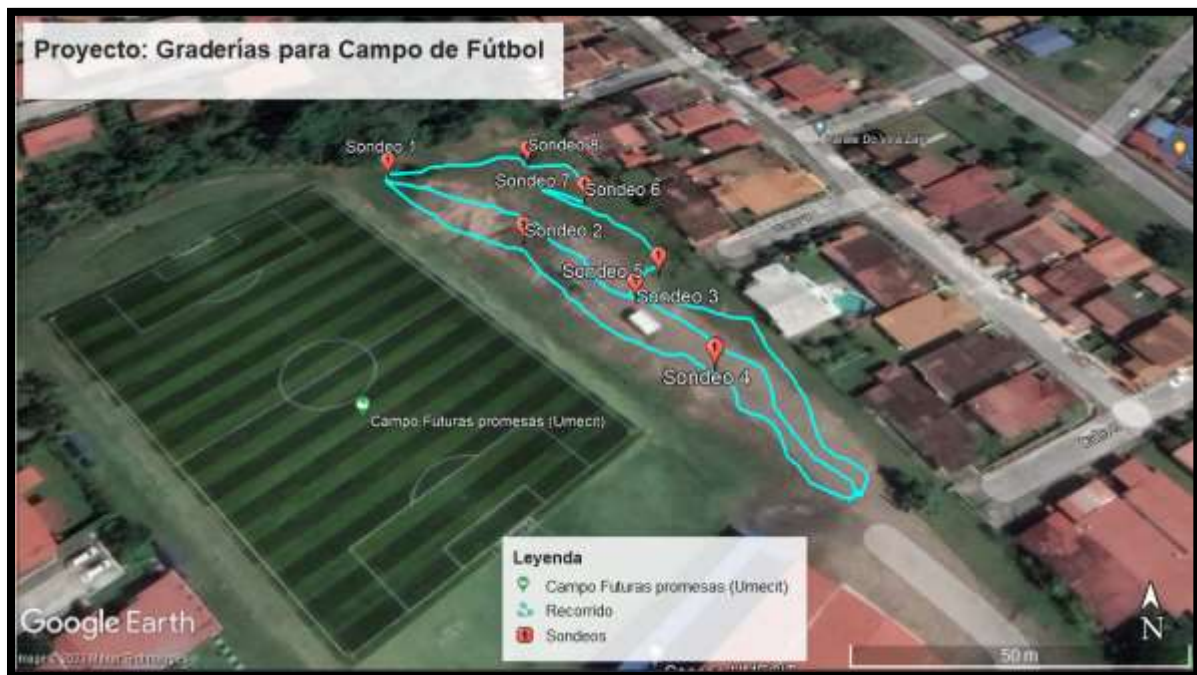 Proyecto: Graderías para Campo de Fútbol
Sondeo 1
Sondeo 8
Sondeo 7
Sondeo 6
Sondeo 2
Sondeo 5
Sondeo 3
Sondeo 4
Campo Futuras promesas (Umecit)
Leyenda
Campo Futuras promesas (Umecit)
Recorrido
Sondeos
Google Earth
N
50 m